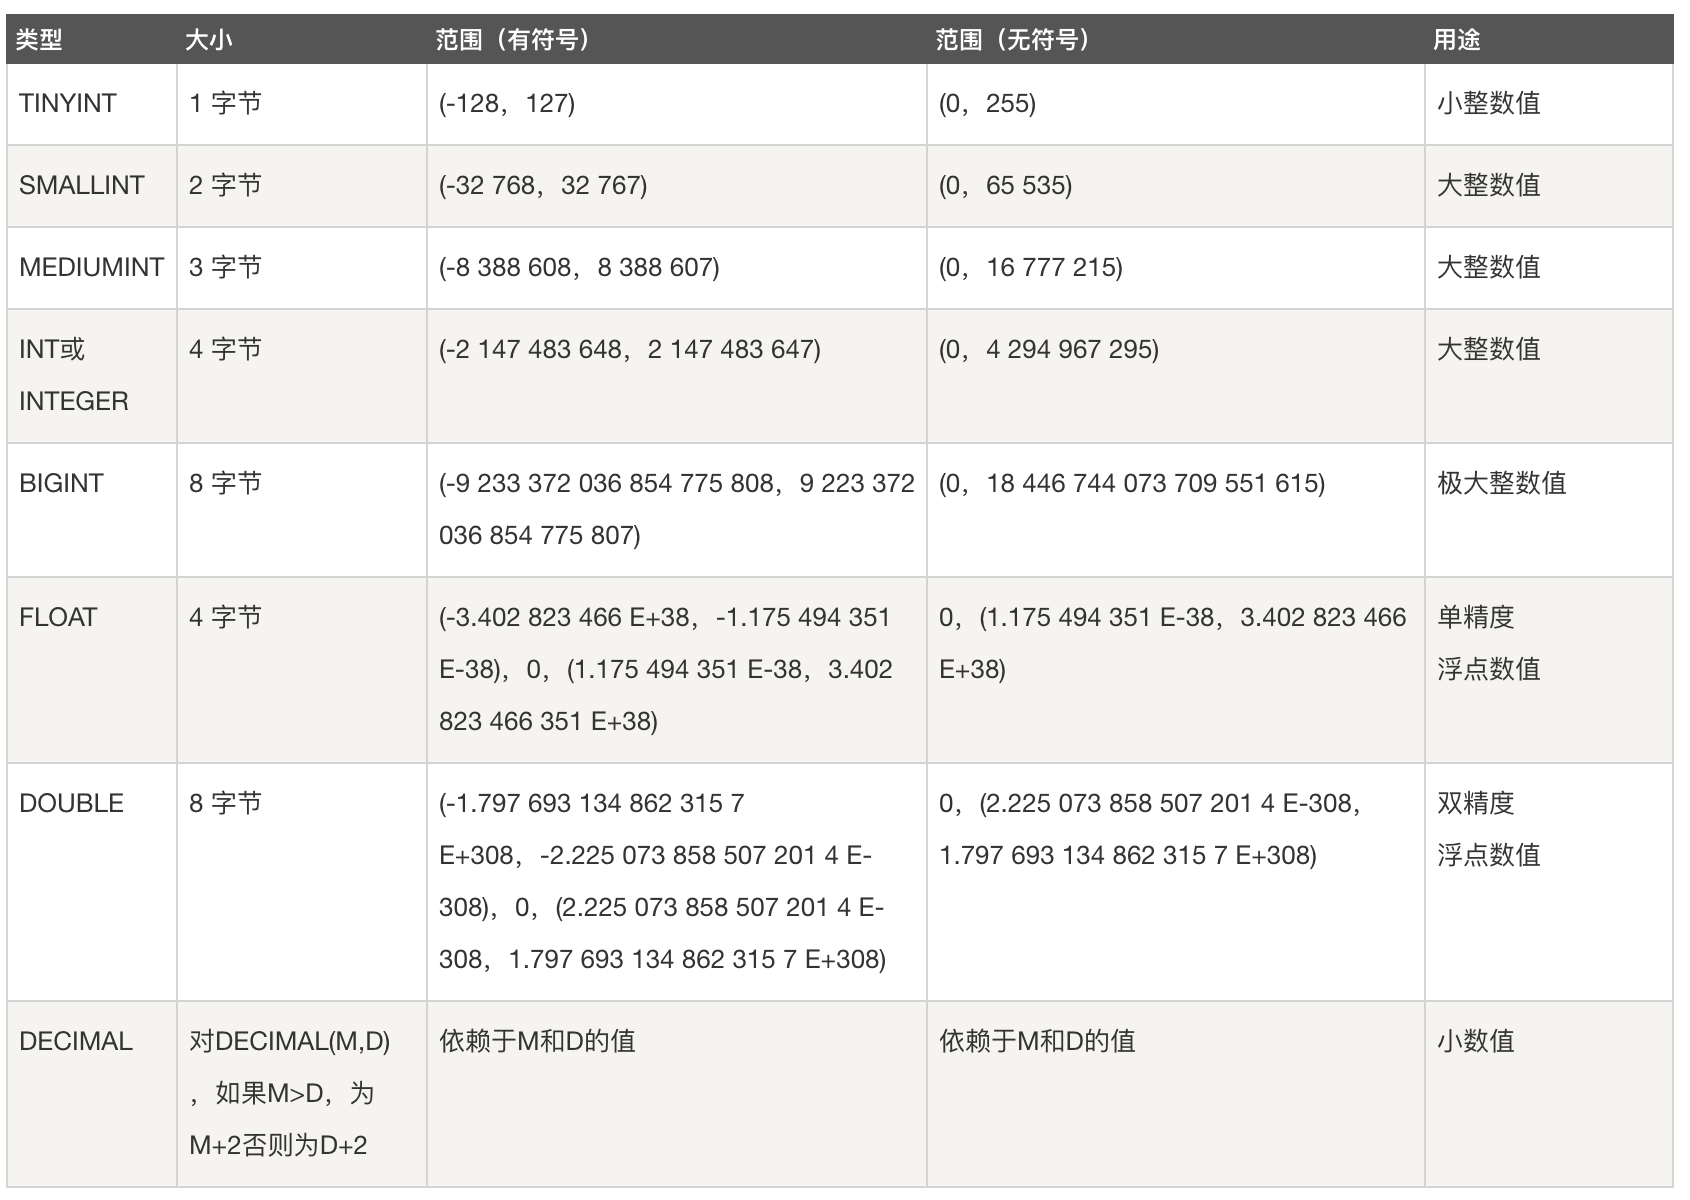 类型 大小 范围（有符号） 范围（无符号） 用途
TINYINT 1 字节 (-128，127) (0，255) 小整数值
SMALLINT 2 字节 (-32 768，32 767) (0，65 535) 大整数值
MEDIUMINT 3 字节 (-8 388 608，8 388 607) (0，16 777 215) 大整数值
INT或 4 字节 (-2 147 483 648，2 147 483 647) (0，4 294 967 295) 大整数值
INTEGER
BIGINT 8 字节 (-9 233 372 036 854 775 808，9 223 372 (0，18 446 744 073 709 551 615) 极大整数值
036 854 775 807)
FLOAT 4 字节 (-3.402 823 466 E+38，-1.175 494 351 0，(1.175 494 351 E-38，3.402 823 466 单精度
E-38)，0，(1.175 494 351 E-38，3.402 E+38) 浮点数值
823 466 351 E+38)
DOUBLE 8 字节 (-1.797 693 134 862 315 7 0，(2.225 073 858 507 201 4 E-308， 双精度
E+308，-2.225 073 858 507 201 4 E- 1.797 693 134 862 315 7 E+308) 浮点数值
308)，0，(2.225 073 858 507 201 4 E-
308，1.797 693 134 862 315 7 E+308)
DECIMAL 对DECIMAL(M,D) 依赖于M和D的值 依赖于M和D的值 小数值
，如果M>D，为
M+2否则为D+2